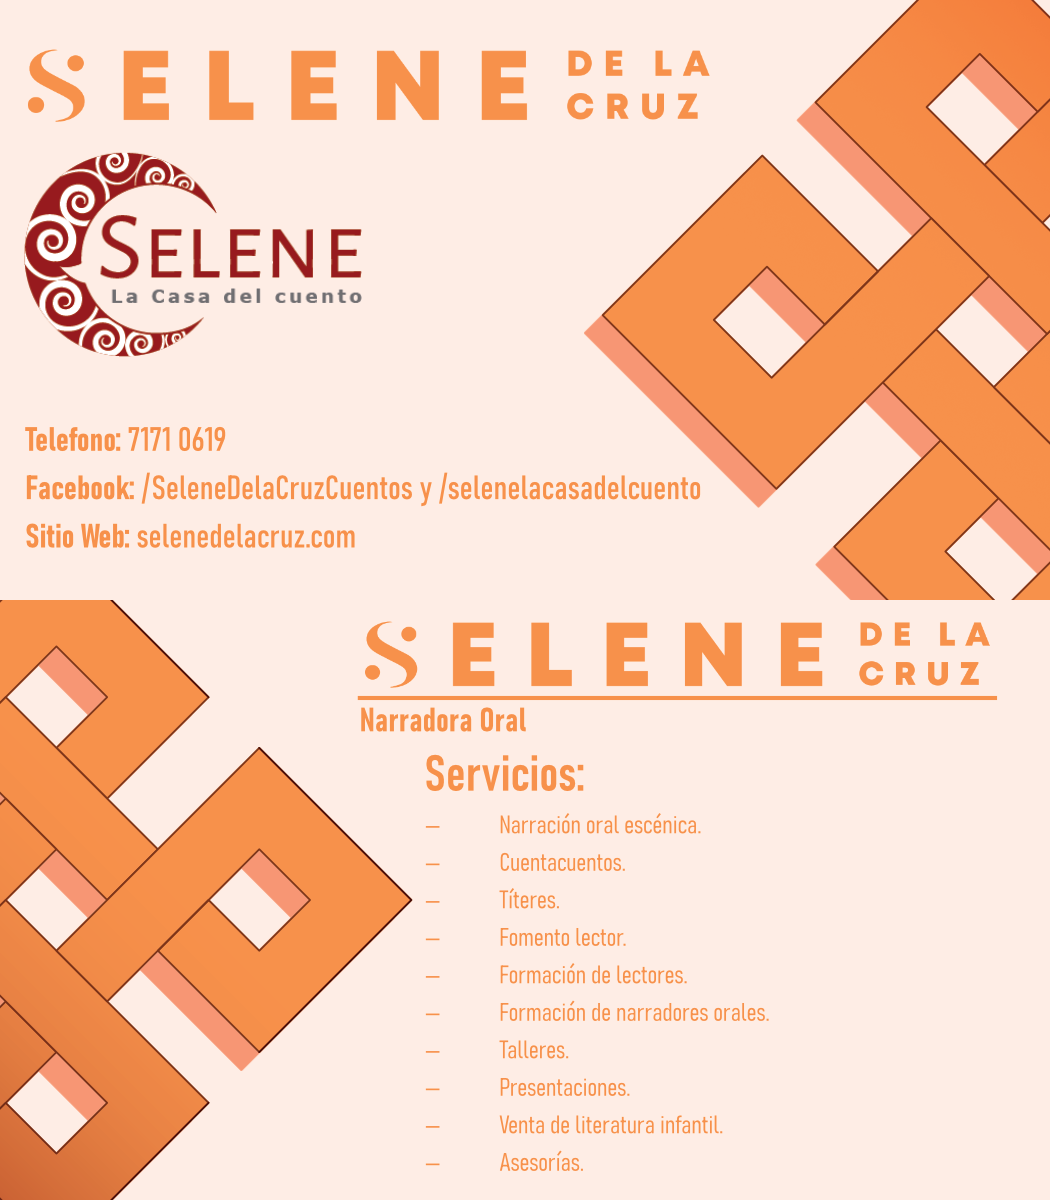 SELENE DE LA CRUZ
SELENE
La Casa del cuento
Telefono: 7171 0619
Facebook: /SeleneDelaCruzCuentos y /selenelacasadelcuento
Sitio Web: selenedelacruz.com
SELENE DE LA CRUZ
Narradora Oral
Servicios:
– Narración oral escénica.
– Cuentacuentos.
– Títeres.
– Fomento lector.
– Formación de lectores.
– Formación de narradores orales.
– Talleres.
– Presentaciones.
– Venta de literatura infantil.
– Asesorías.